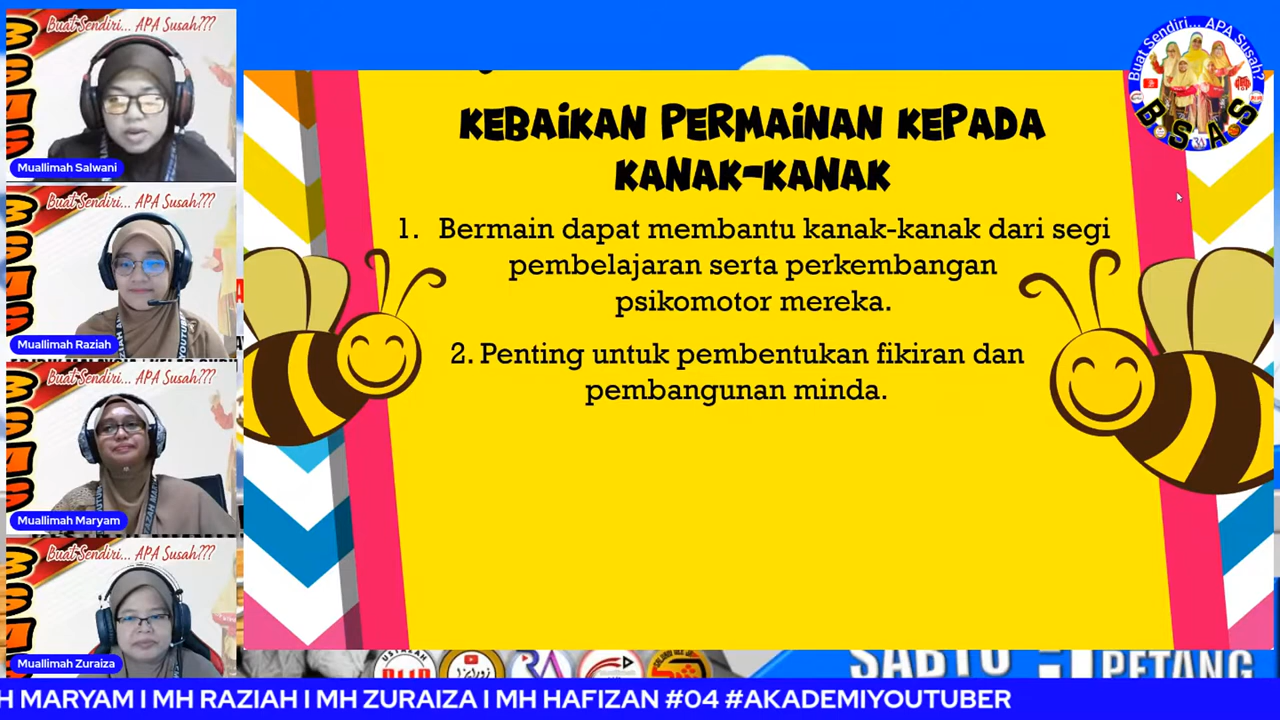 Buat Sendiri... APA Susah???
Muallimah Salwani
Buat Sendiri... APA Susah???
Muallimah Raziah
Buat Sendiri... APA Susah???
Muallimah Maryam
Buat Sendiri... APA Susah???
Muallimah Zuraiza
KEBAiKAN PERMAiNAN KEPADA
KANAK-KANAK
1. Bermain dapat membantu kanak-kanak dari segi
pembelajaran serta perkembangan
psikomotor mereka.
2. Penting untuk pembentukan fikiran dan
pembangunan minda.
Buat Sendiri... APA Susah?
BSAS
SABTU
PETANG
H MARYAM I MH RAZIAH I MH ZURAIZA I MH HAFIZAN #04 #AKADEMIYOUTUBER